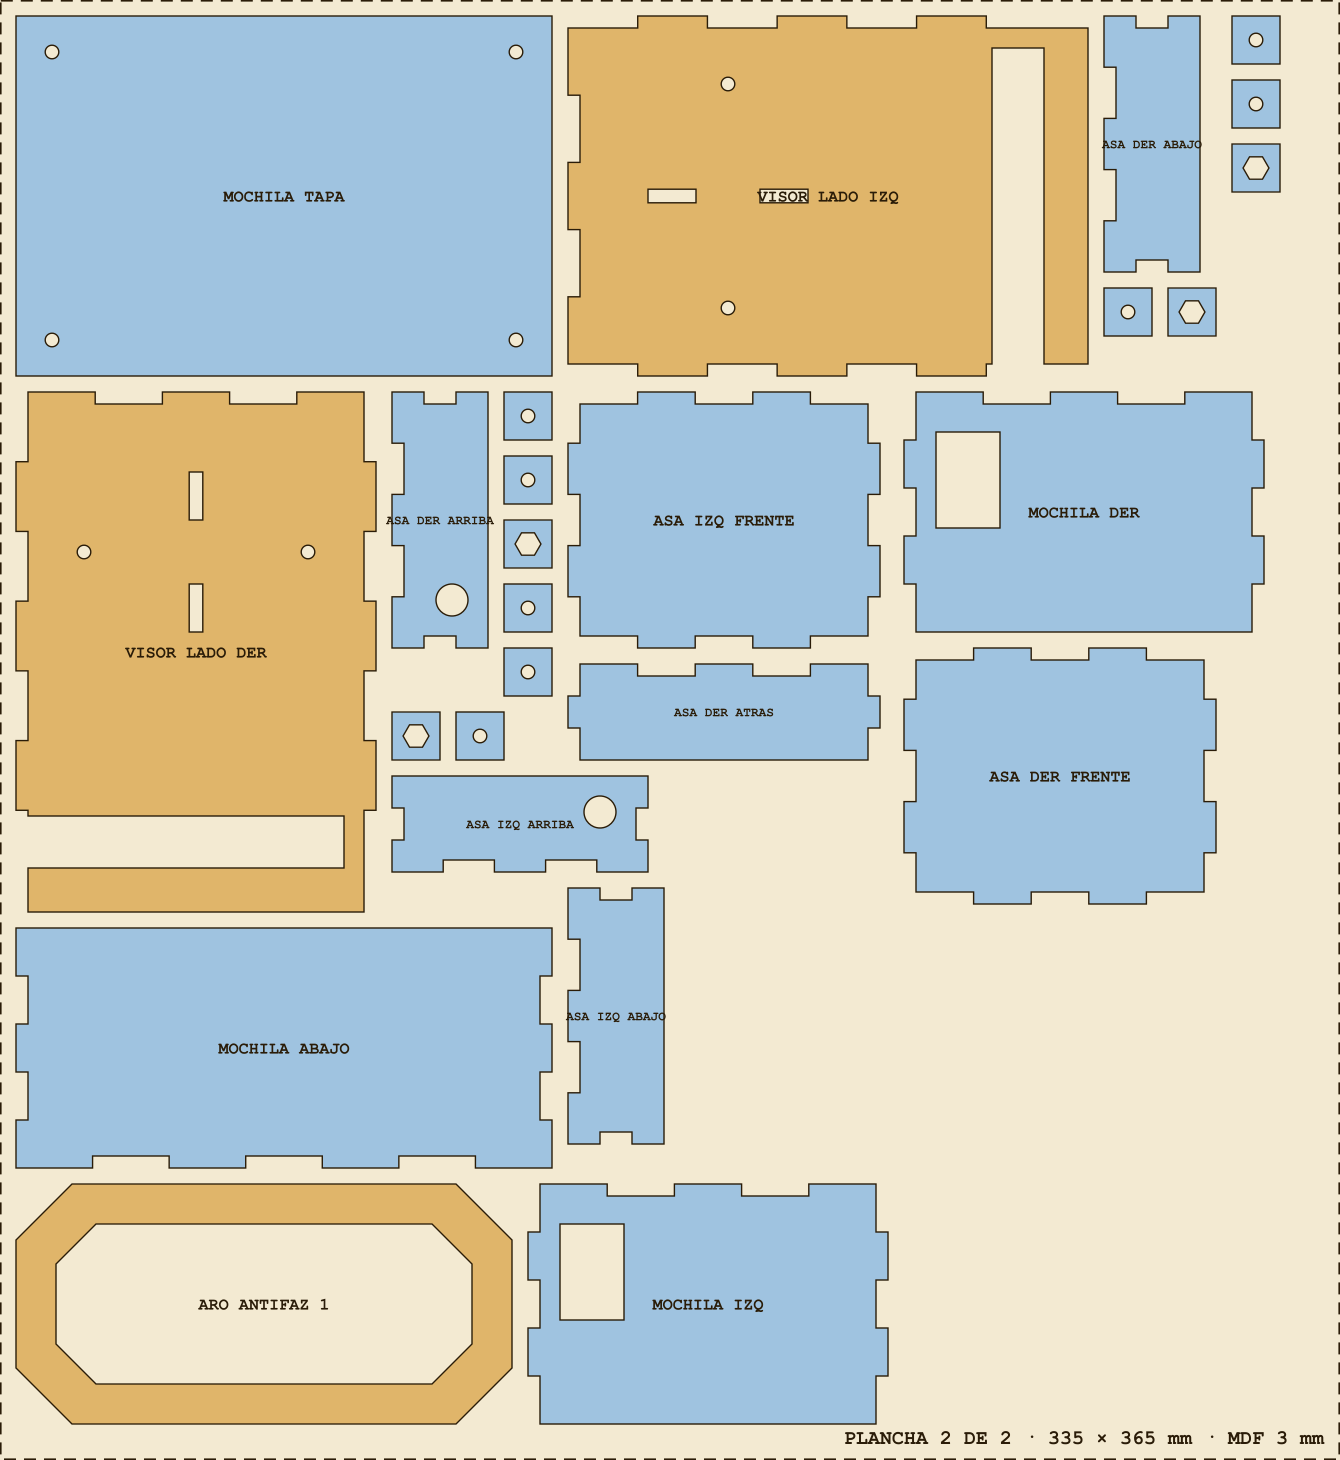 MOCHILA TAPA
VISOR LADO IZQ
ASA DER ABAJO
ASA DER ARRIBA
ASA IZQ FRENTE
MOCHILA DER
VISOR LADO DER
ASA DER ATRAS
ASA DER FRENTE
ASA IZQ ARRIBA
ASA IZQ ABAJO
MOCHILA ABAJO
ARO ANTIFAZ 1
MOCHILA IZQ
PLANCHA 2 DE 2 · 335 × 365 mm · MDF 3 mm